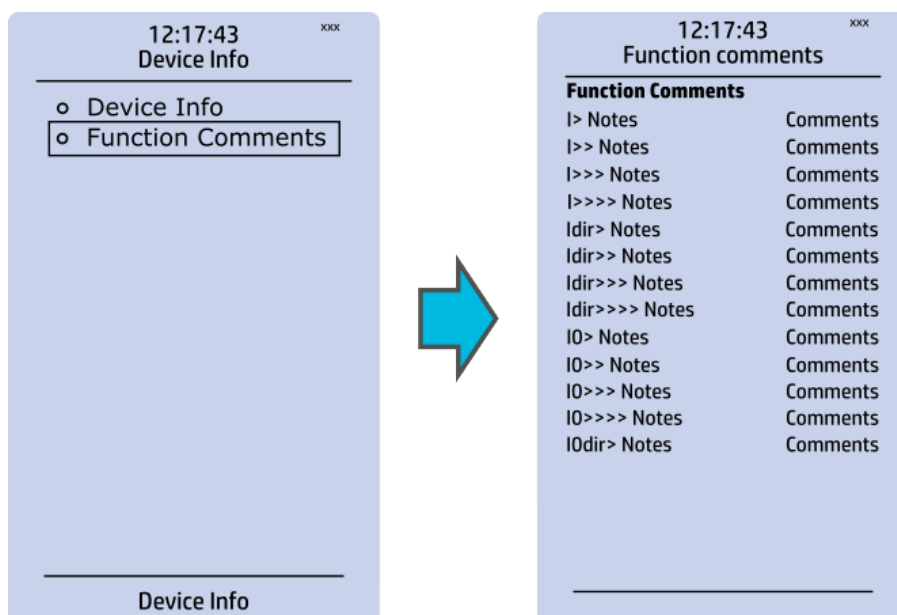 12:17:43 xxx
Device Info
Device Info
Function Comments
Device Info
12:17:43 xxx
Function comments
Function Comments
I> Notes Comments
I>> Notes Comments
I>>> Notes Comments
I>>>> Notes Comments
Idir> Notes Comments
Idir>> Notes Comments
Idir>>> Notes Comments
Idir>>>> Notes Comments
I0> Notes Comments
I0>> Notes Comments
I0>>> Notes Comments
I0>>>> Notes Comments
I0dir> Notes Comments